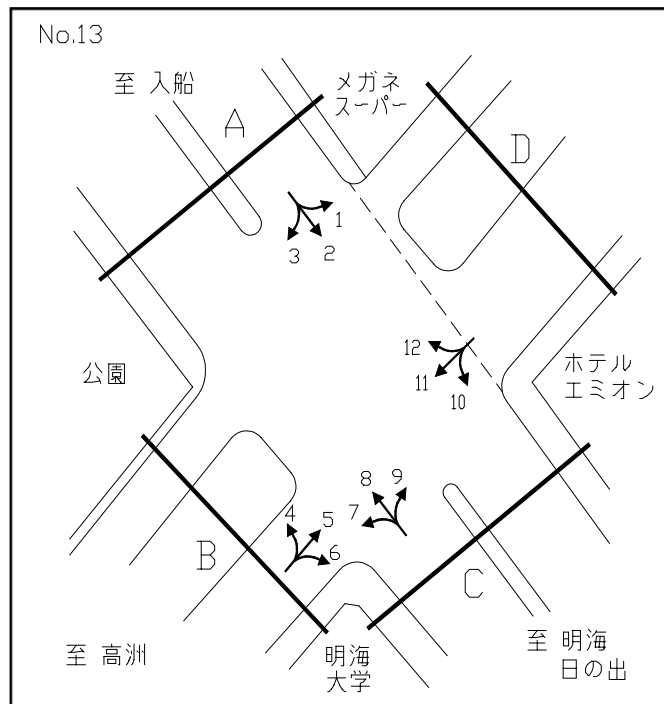 No.13
至 入船
メガネ
スーパー
A
D
1
2
3
公園
12
11
10
ホテル
エミオン
8
9
7
4
5
6
B
C
至 高洲
明海
大学
至 明海
日の出